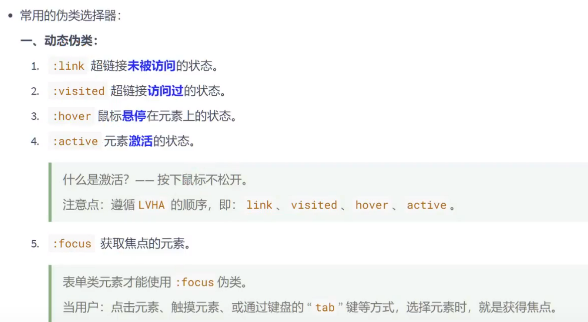 • 常用的伪类选择器：
一、动态伪类：
1. :link 超链接未被访问的状态。
2. :visited 超链接访问过的状态。
3. :hover 鼠标悬停在元素上的状态。
4. :active 元素激活的状态。
什么是激活？—— 按下鼠标不松开。
注意点：遵循 LVHA 的顺序，即：link 、 visited 、 hover 、 active 。
5. :focus 获取焦点的元素。
表单类元素才能使用 :focus 伪类。
当用户：点击元素、触摸元素、或通过键盘的 “ tab ” 键等方式，选择元素时，就是获得焦点。